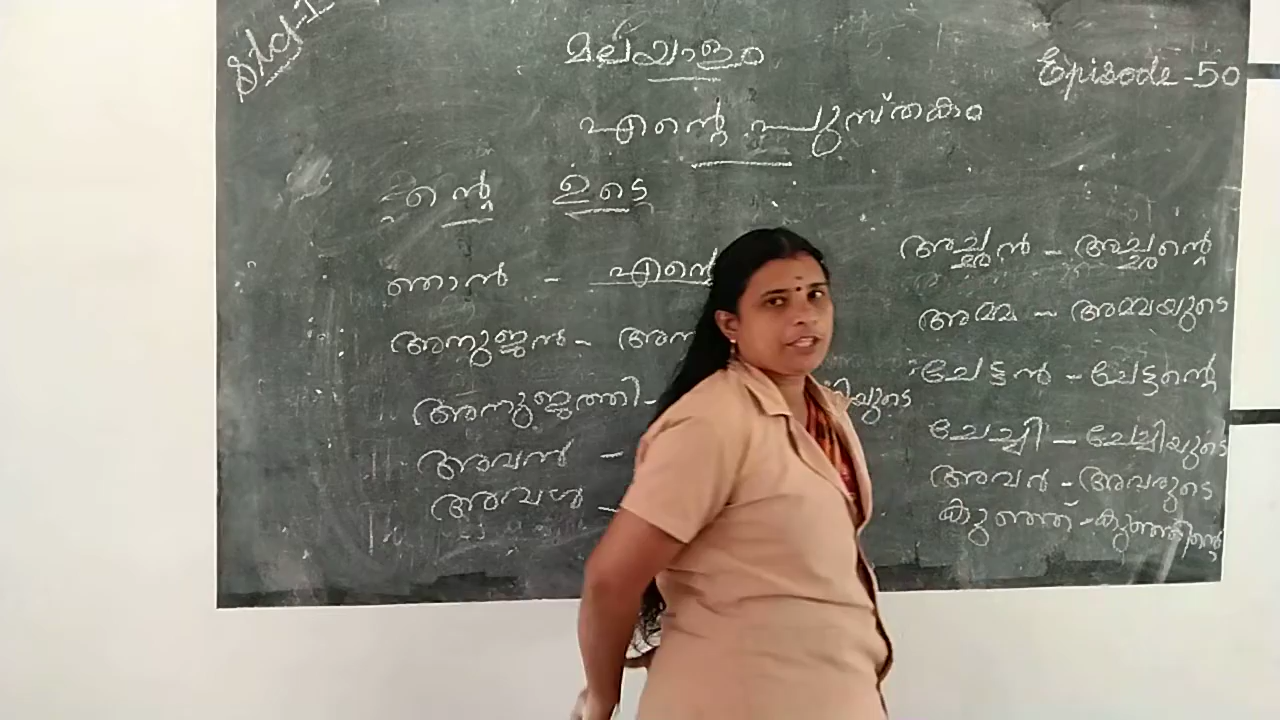 Std-I
മലയാളം
Episode-50
എന്റെ പുസ്തകം
ന്റെ ഉടെ
ഞാൻ - എന്റെ
അനുജൻ -
അനുജത്തി -
അവൻ -
അവള -
അച്ഛൻ - അച്ഛന്റെ
അമ്മ - അമ്മയുടെ
ചേട്ടൻ - ചേട്ടന്റെ
ചേച്ചി - ചേച്ചിയുടെ
അവർ - അവരുടെ
കുഞ്ഞ് - കുഞ്ഞിന്റെ